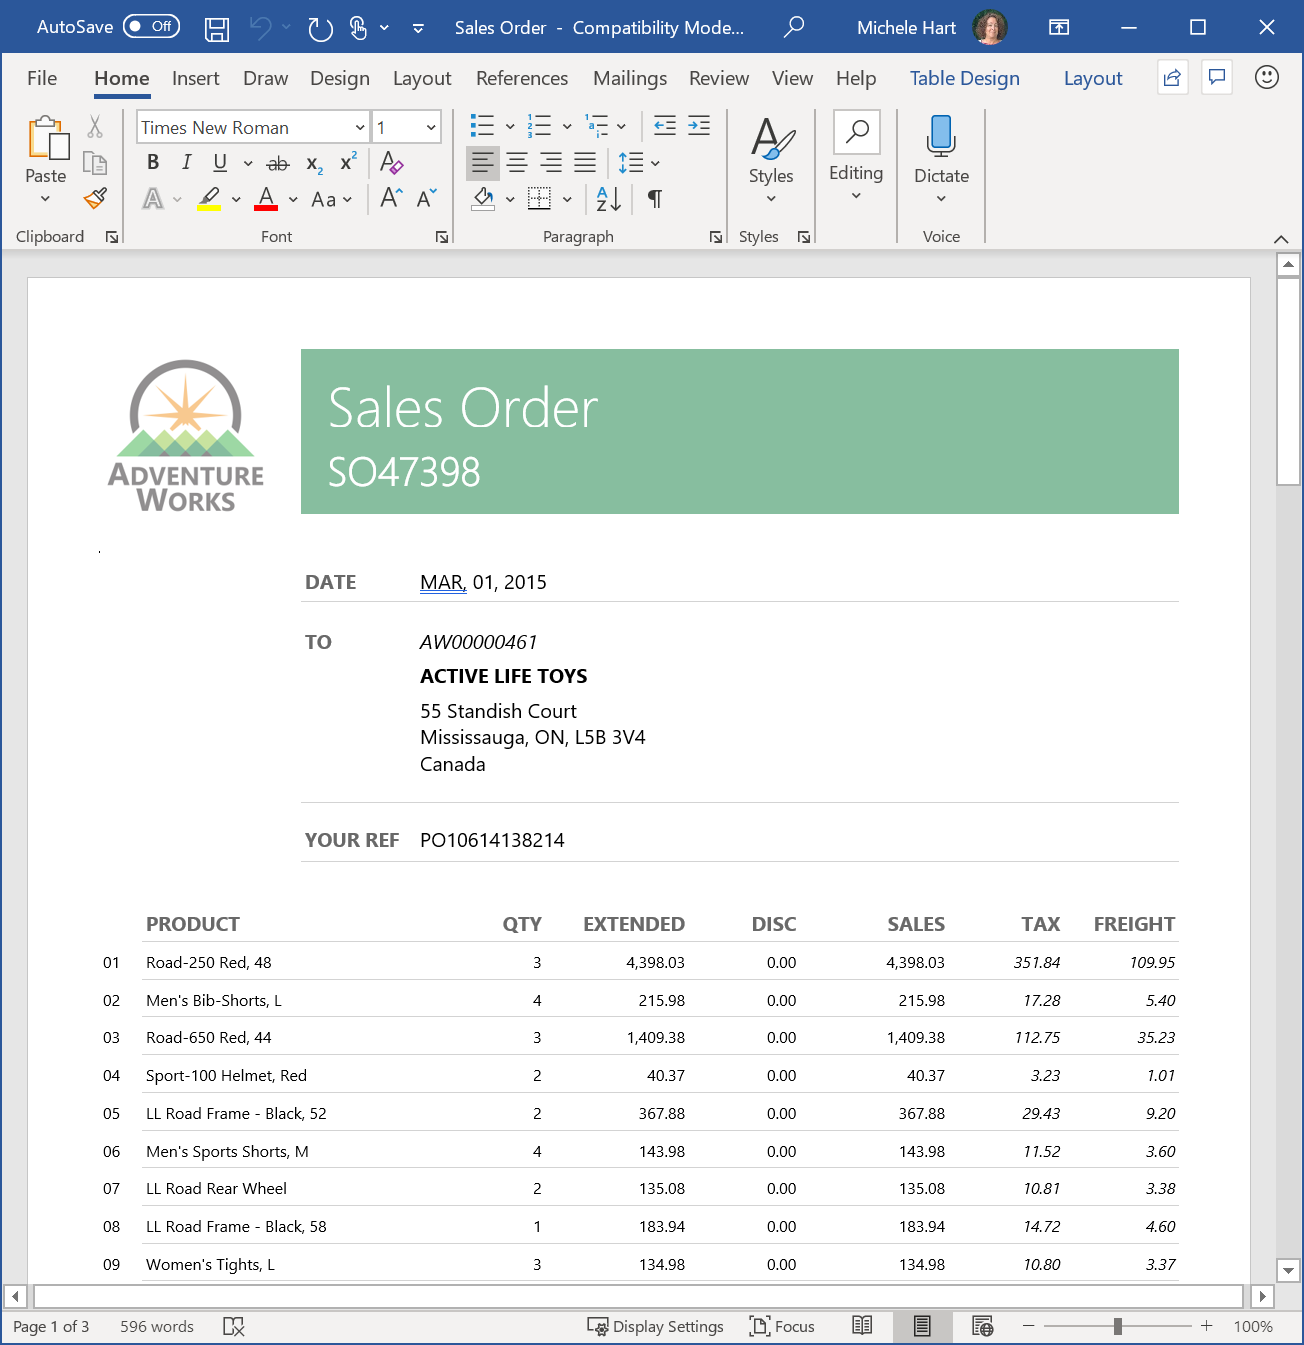 AutoSave Off Sales Order - Compatibility Mode... Michele Hart
File Home Insert Draw Design Layout References Mailings Review View Help Table Design Layout
Times New Roman 1
Paste B I U ab x2 x2 A
A A Aa A A A Z ¶
Styles Editing Dictate
Clipboard Font Paragraph Styles Voice
ADVENTURE
WORKS
Sales Order
SO47398
.
DATE MAR, 01, 2015
TO AW00000461
ACTIVE LIFE TOYS
55 Standish Court
Mississauga, ON, L5B 3V4
Canada
YOUR REF PO10614138214
PRODUCT QTY EXTENDED DISC SALES TAX FREIGHT
01 Road-250 Red, 48 3 4,398.03 0.00 4,398.03 351.84 109.95
02 Men's Bib-Shorts, L 4 215.98 0.00 215.98 17.28 5.40
03 Road-650 Red, 44 3 1,409.38 0.00 1,409.38 112.75 35.23
04 Sport-100 Helmet, Red 2 40.37 0.00 40.37 3.23 1.01
05 LL Road Frame - Black, 52 2 367.88 0.00 367.88 29.43 9.20
06 Men's Sports Shorts, M 4 143.98 0.00 143.98 11.52 3.60
07 LL Road Rear Wheel 2 135.08 0.00 135.08 10.81 3.38
08 LL Road Frame - Black, 58 1 183.94 0.00 183.94 14.72 4.60
09 Women's Tights, L 3 134.98 0.00 134.98 10.80 3.37
Page 1 of 3 596 words Display Settings Focus 100%